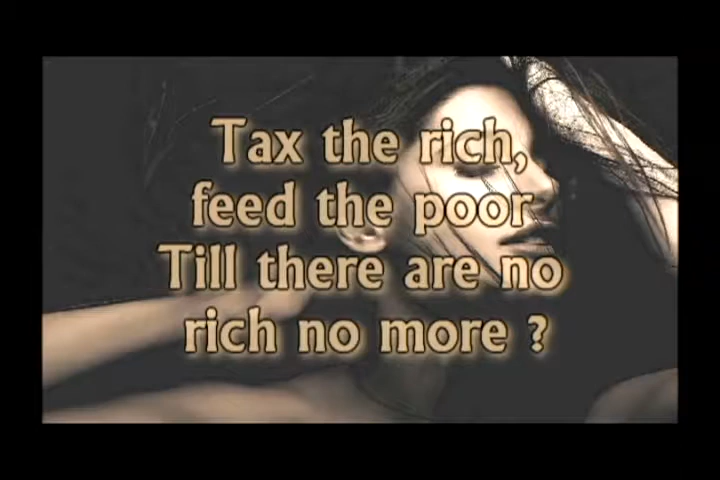 Tax the rich,
feed the poor
Till there are no
rich no more ?